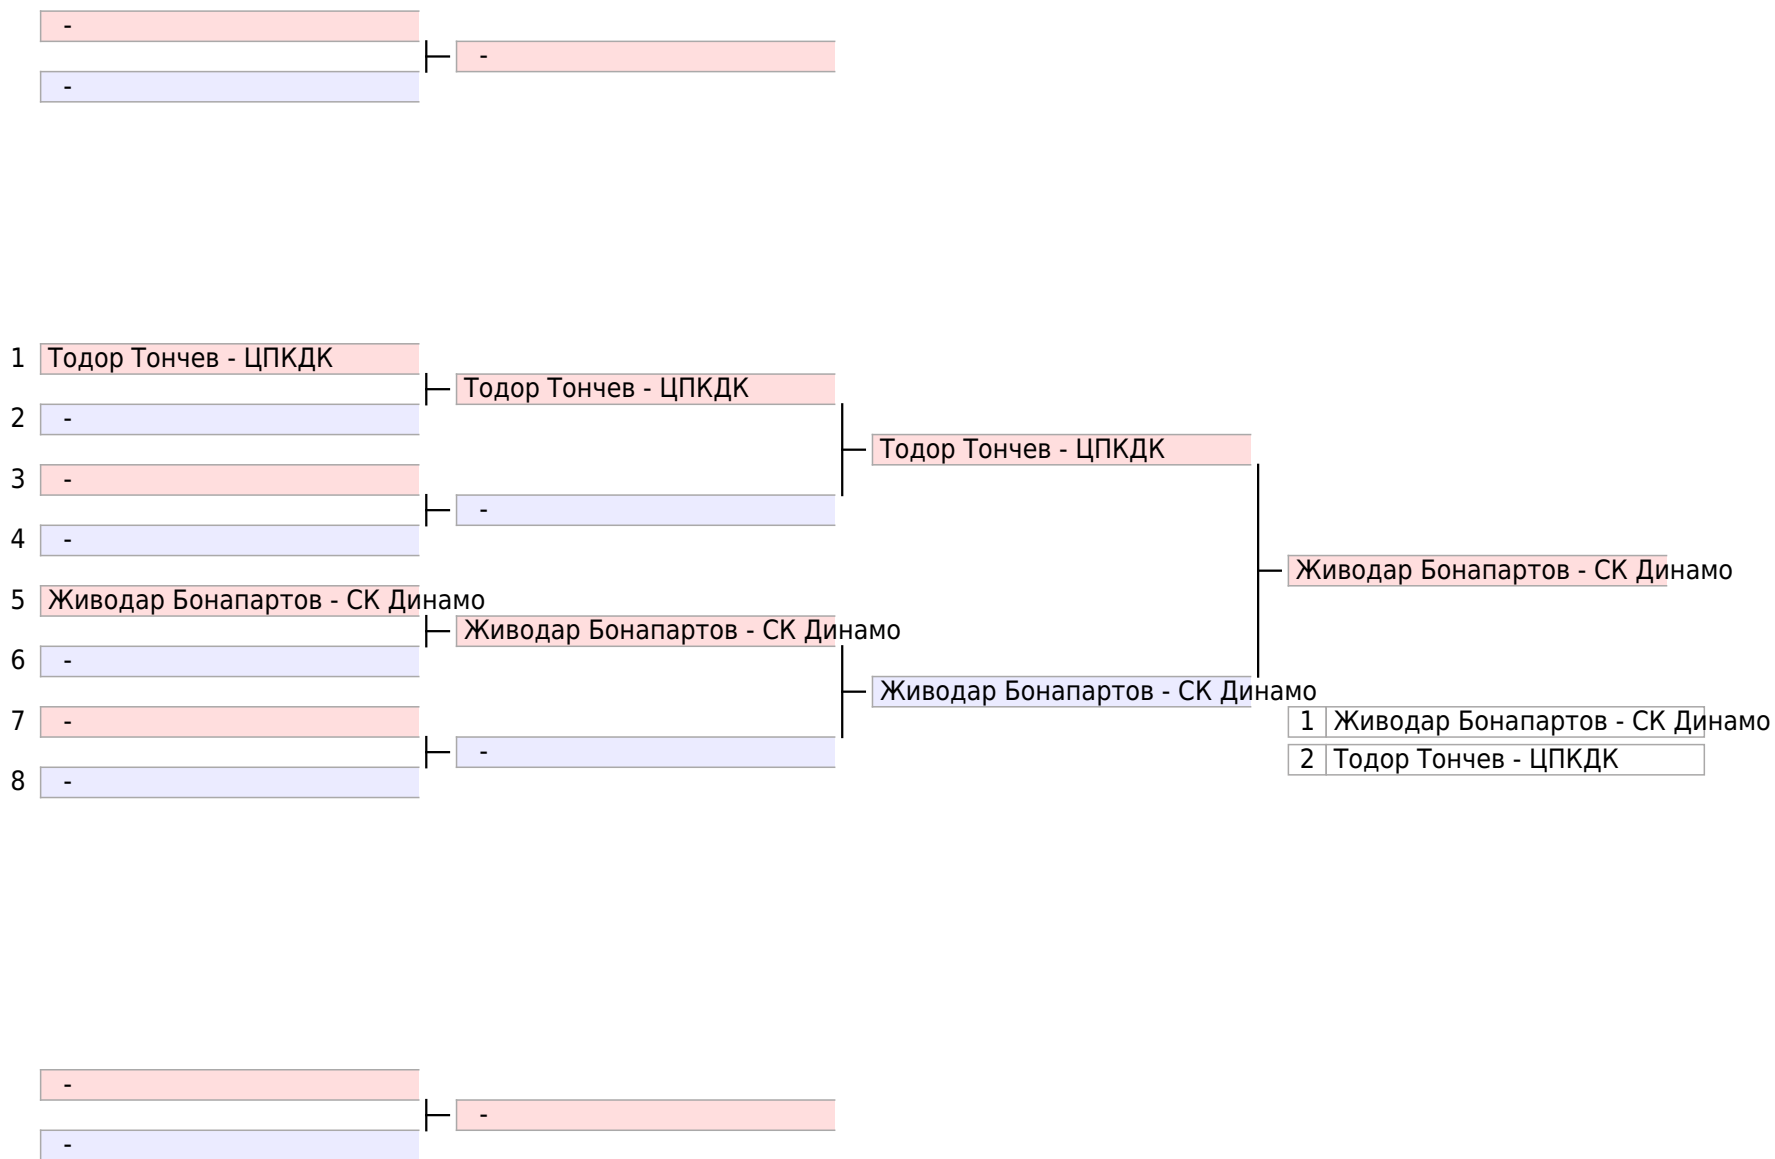 -
-
-
1 Тодор Тончев - ЦПКДК
Тодор Тончев - ЦПКДК
2 -
Тодор Тончев - ЦПКДК
3 -
-
4 -
Живодар Бонапартов - СК Динамо
5 Живодар Бонапартов - СК Динамо
Живодар Бонапартов - СК Динамо
6 -
Живодар Бонапартов - СК Динамо
7 -
1 Живодар Бонапартов - СК Динамо
-
2 Тодор Тончев - ЦПКДК
8 -
-
-
-